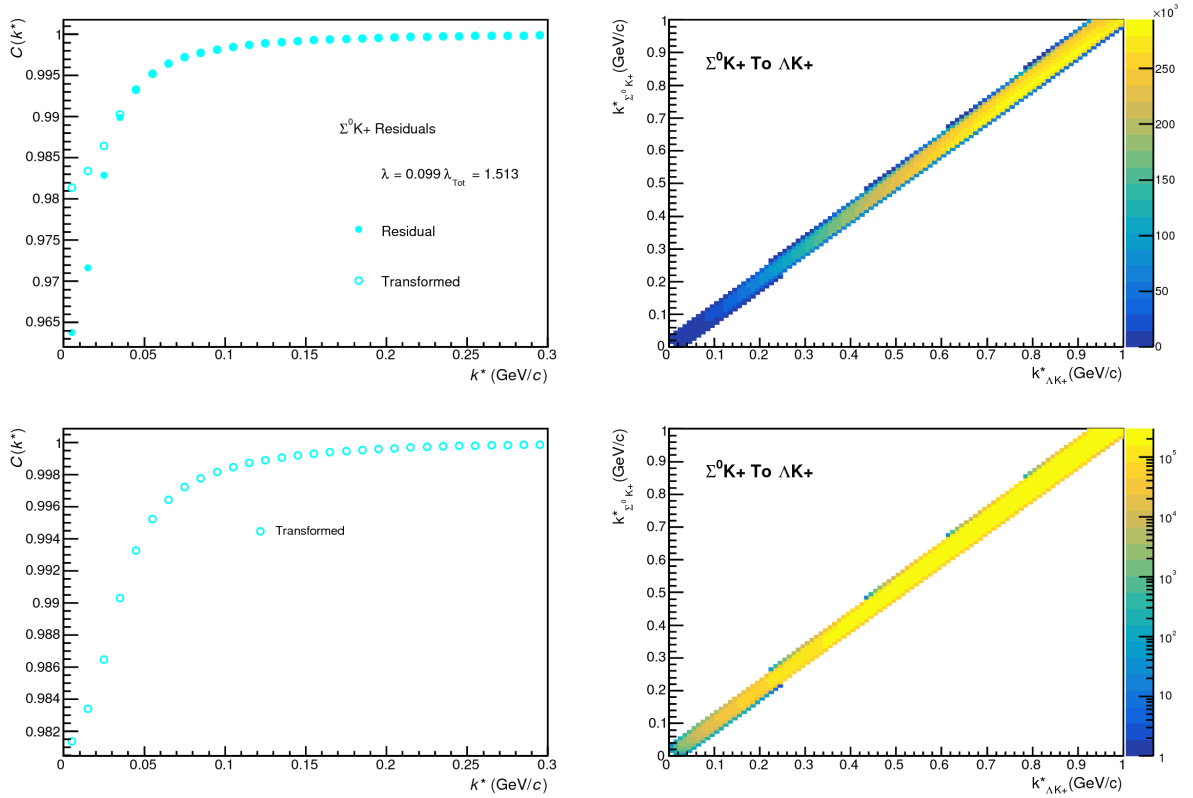 C(k*)
1
0.995
0.99
0.985
0.98
0.975
0.97
0.965
Σ⁰K+ Residuals
λ = 0.099 λ_Tot = 1.513
Residual
Transformed
0 0.05 0.1 0.15 0.2 0.25 0.3
k* (GeV/c)
k*_Σ⁰K+ (GeV/c)
1
0.9
0.8
0.7
0.6
0.5
0.4
0.3
0.2
0.1
0
Σ⁰K+ To ΛK+
×10³
250
200
150
100
50
0
0 0.1 0.2 0.3 0.4 0.5 0.6 0.7 0.8 0.9 1
k*_ΛK+(GeV/c)
C(k*)
1
0.998
0.996
0.994
0.992
0.99
0.988
0.986
0.984
0.982
Transformed
0 0.05 0.1 0.15 0.2 0.25 0.3
k* (GeV/c)
k*_Σ⁰K+ (GeV/c)
1
0.9
0.8
0.7
0.6
0.5
0.4
0.3
0.2
0.1
0
Σ⁰K+ To ΛK+
10⁵
10⁴
10³
10²
10
1
0 0.1 0.2 0.3 0.4 0.5 0.6 0.7 0.8 0.9 1
k*_ΛK+(GeV/c)